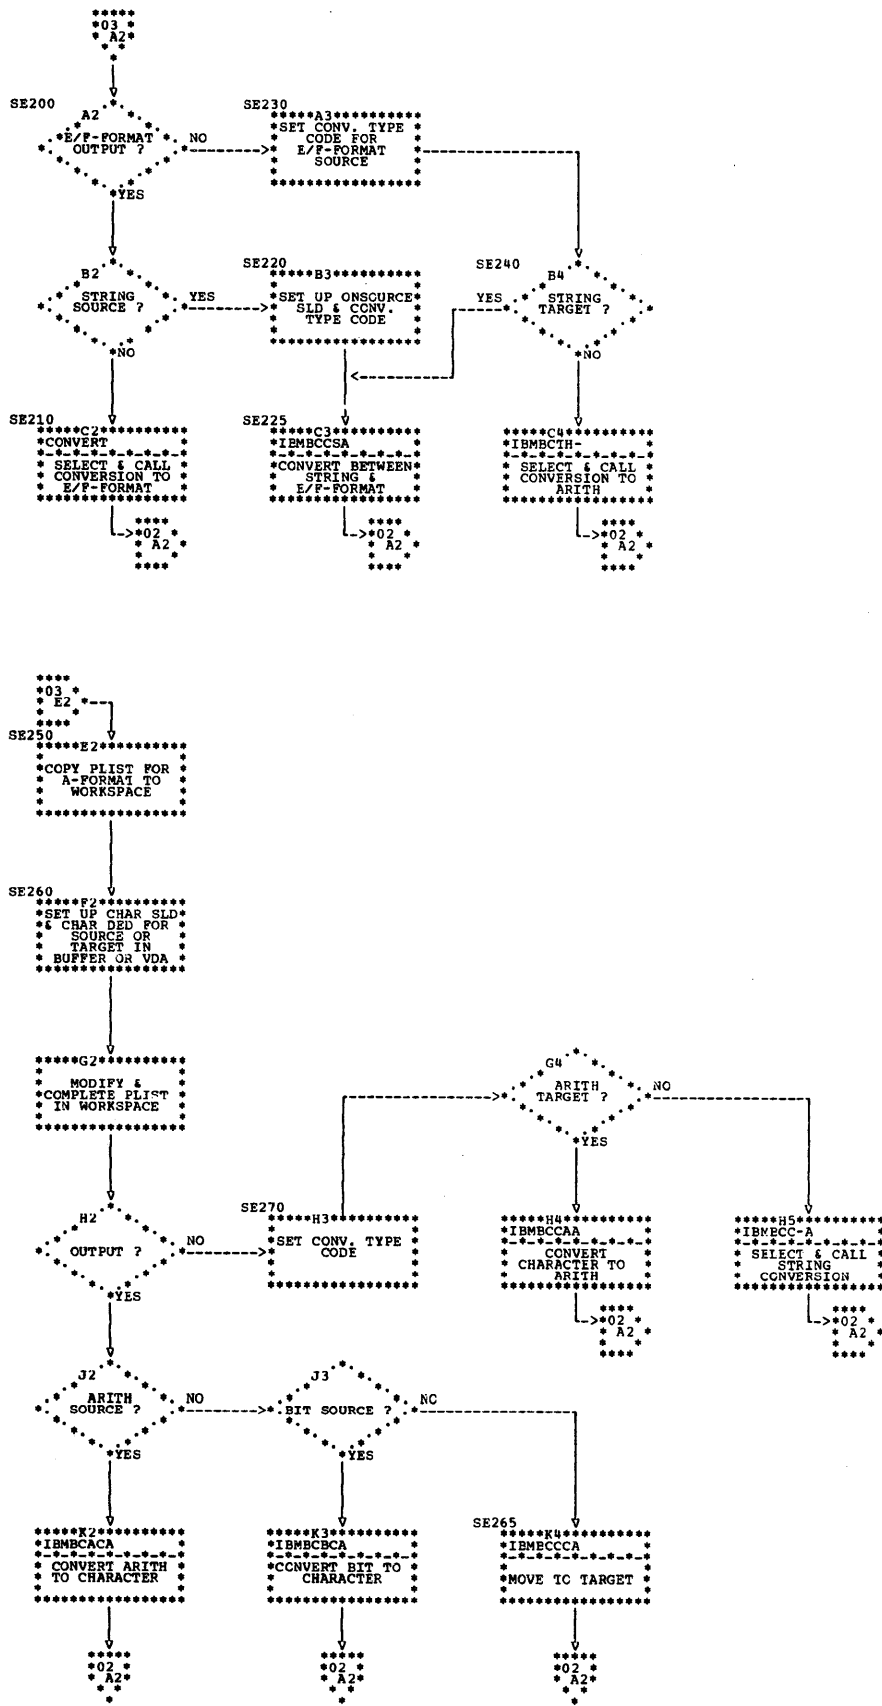 03
A2
SE200
A2
E/F-FORMAT
OUTPUT ?
NO
YES
SE230
A3
SET CONV. TYPE
CODE FOR
E/F-FORMAT
SOURCE
B2
STRING
SOURCE ?
YES
NO
SE220
B3
SET UP ONSOURCE
SLD & CONV.
TYPE CODE
SE240
B4
STRING
TARGET ?
YES
NO
SE210
C2
CONVERT
SELECT & CALL
CONVERSION TO
E/F-FORMAT
02
A2
SE225
C3
IBMBCCSA
CONVERT BETWEEN
STRING &
E/F-FORMAT
02
A2
C4
IBMBCTH-
SELECT & CALL
CONVERSION TO
ARITH
02
A2
03
E2
SE250
E2
COPY PLIST FOR
A-FORMAT TO
WORKSPACE
SE260
F2
SET UP CHAR SLD
& CHAR DED FOR
SOURCE OR
TARGET IN
BUFFER OR VDA
G2
MODIFY &
COMPLETE PLIST
IN WORKSPACE
G4
ARITH
TARGET ?
NO
YES
H2
OUTPUT ?
NO
YES
SE270
H3
SET CONV. TYPE
CODE
H4
IBMBCCAA
CONVERT
CHARACTER TO
ARITH
02
A2
H5
IBMBCC-A
SELECT & CALL
STRING
CONVERSION
02
A2
J2
ARITH
SOURCE ?
NO
YES
J3
BIT SOURCE ?
NO
YES
K2
IBMBCACA
CONVERT ARITH
TO CHARACTER
02
A2
K3
IBMBCBCA
CONVERT BIT TO
CHARACTER
02
A2
SE265
K4
IBMBCCCA
MOVE TO TARGET
02
A2